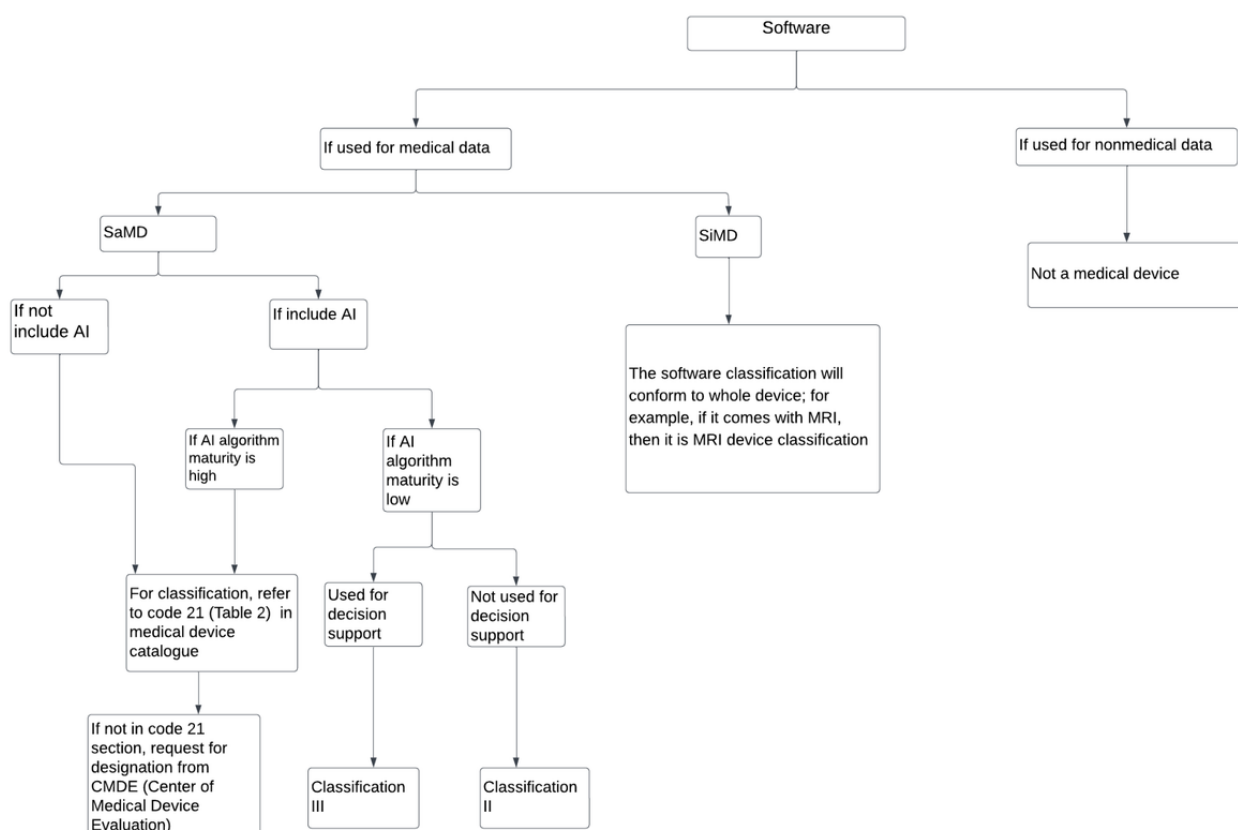 Software
If used for medical data
If used for nonmedical data
SaMD
SiMD
Not a medical device
If not
include AI
If include AI
The software classification will
conform to whole device; for
example, if it comes with MRI,
then it is MRI device classification
If AI algorithm
maturity is
high
If AI
algorithm
maturity is
low
For classification, refer
to code 21 (Table 2) in
medical device
catalogue
Used for
decision
support
Not used for
decision
support
If not in code 21
section, request for
designation from
CMDE (Center of
Medical Device
Evaluation)
Classification
III
Classification
II